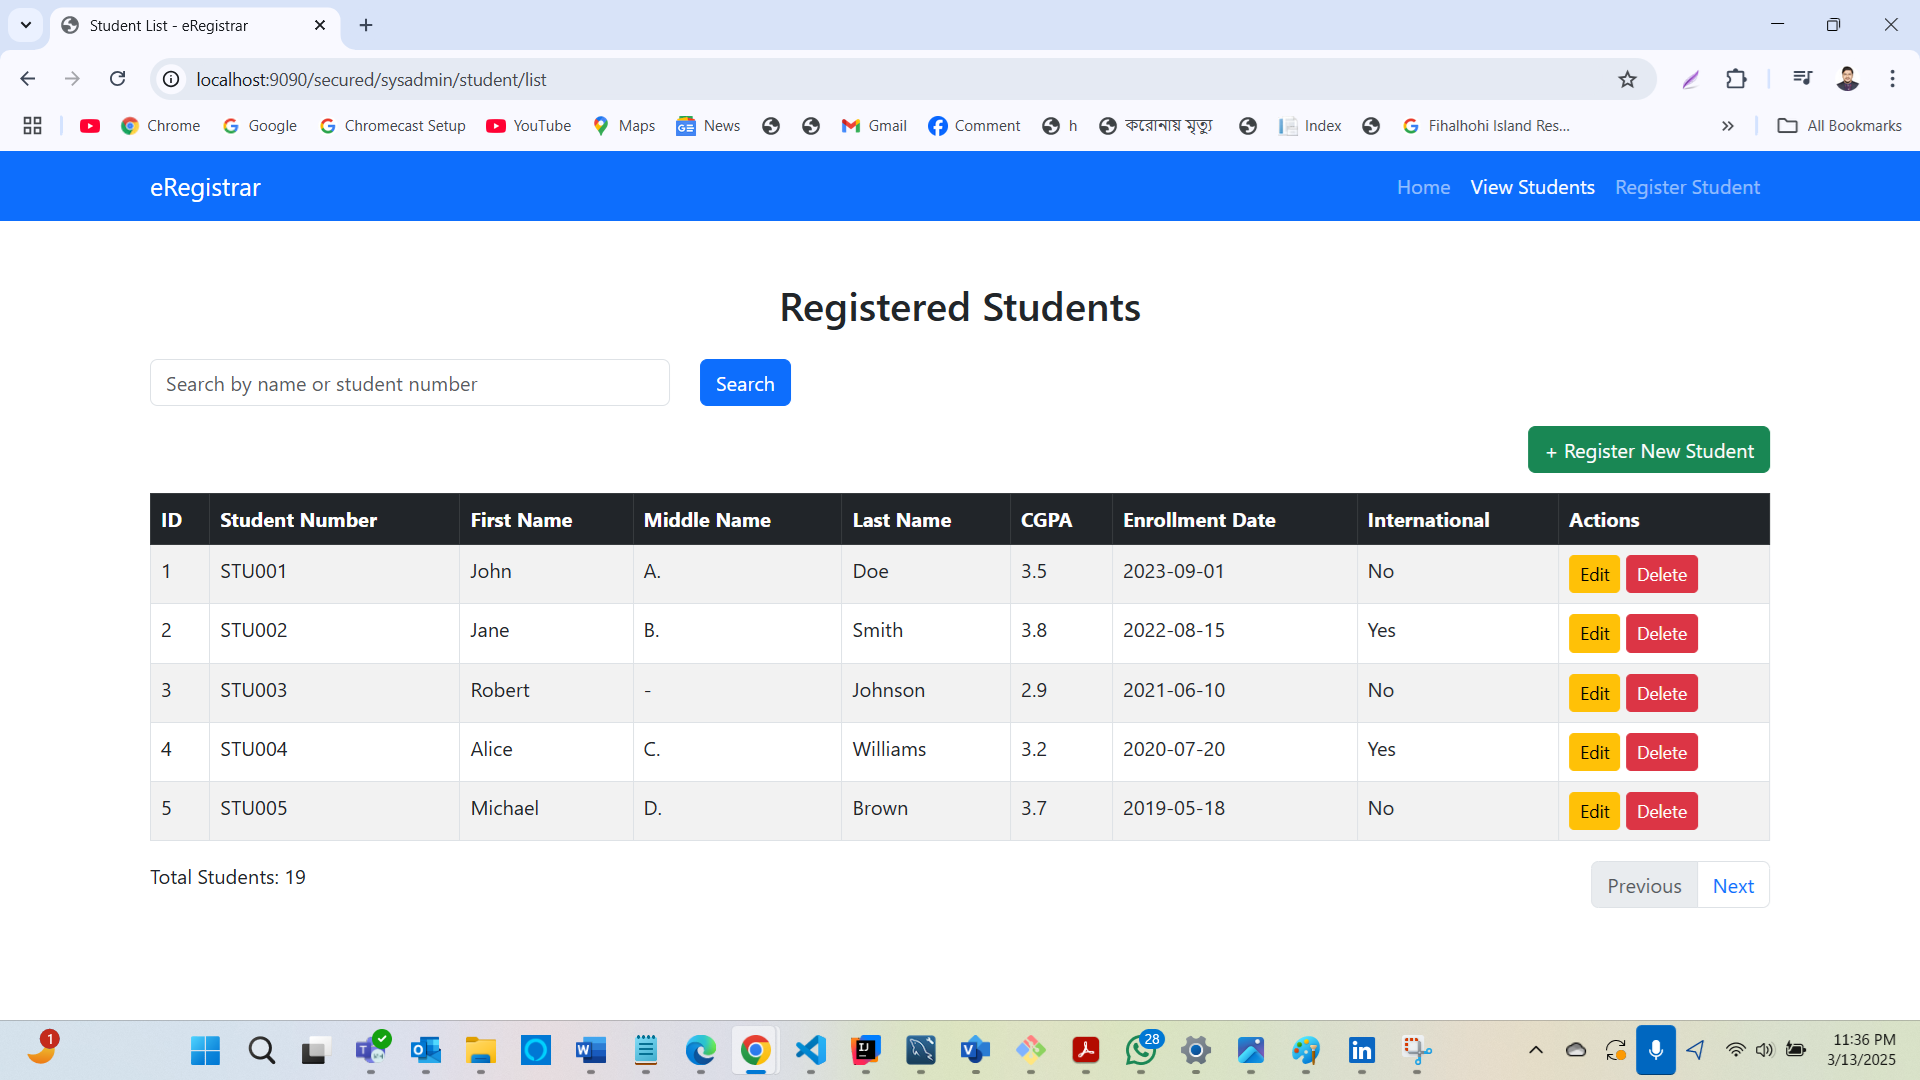 Student List - eRegistrar
localhost:9090/secured/sysadmin/student/list
Chrome Google Chromecast Setup YouTube Maps News Gmail Comment h করোনায় মৃত্যু Index Fihalhohi Island Res... All Bookmarks
eRegistrar Home View Students Register Student
Registered Students
Search by name or student number Search
+ Register New Student
ID Student Number First Name Middle Name Last Name CGPA Enrollment Date International Actions
1 STU001 John A. Doe 3.5 2023-09-01 No Edit Delete
2 STU002 Jane B. Smith 3.8 2022-08-15 Yes Edit Delete
3 STU003 Robert - Johnson 2.9 2021-06-10 No Edit Delete
4 STU004 Alice C. Williams 3.2 2020-07-20 Yes Edit Delete
5 STU005 Michael D. Brown 3.7 2019-05-18 No Edit Delete
Total Students: 19 Previous Next
1 28 11:36 PM
3/13/2025